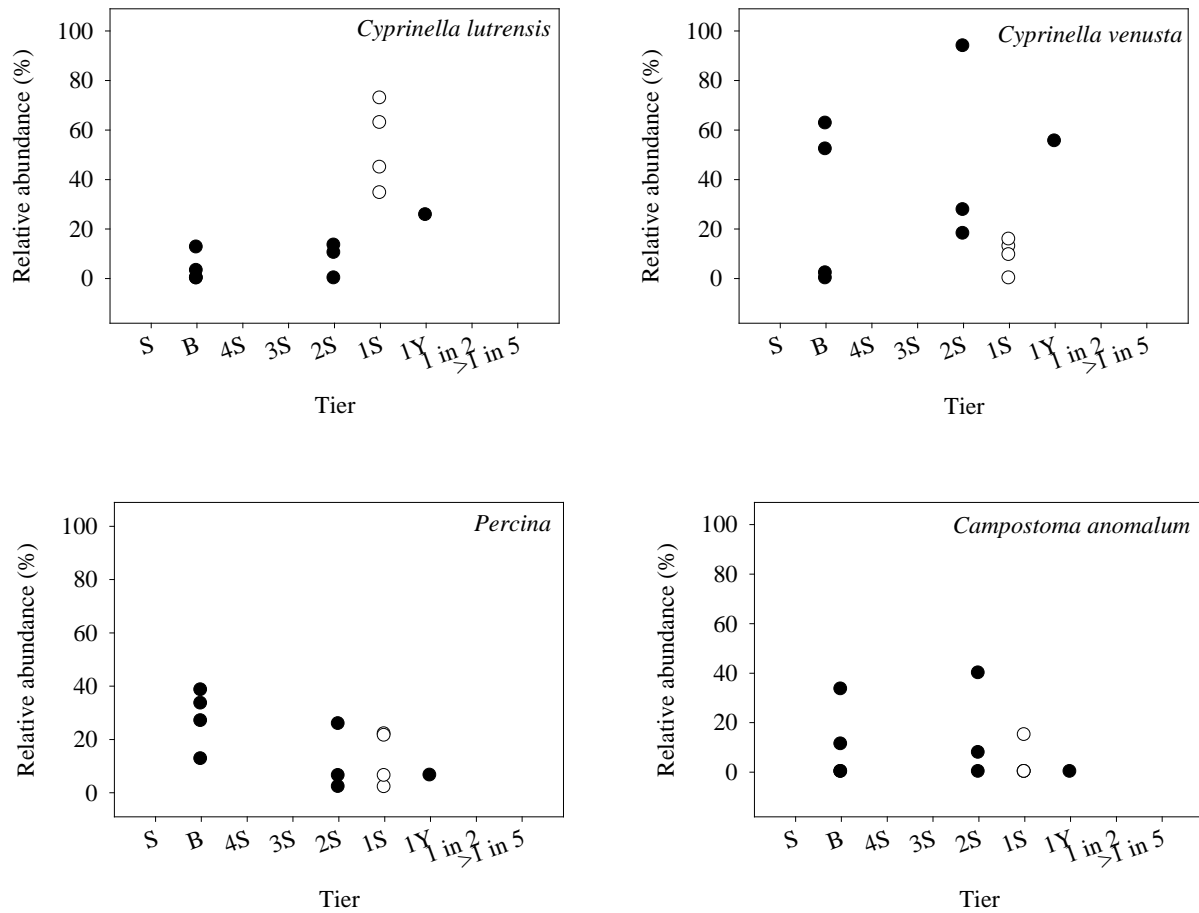 Cyprinella lutrensis
Relative abundance (%)
100
80
60
40
20
0
S B 4S 3S 2S 1S 1Y 1 in 2 >1 in 5
Tier
Cyprinella venusta
Relative abundance (%)
100
80
60
40
20
0
S B 4S 3S 2S 1S 1Y 1 in 2 >1 in 5
Tier
Percina
Relative abundance (%)
100
80
60
40
20
0
S B 4S 3S 2S 1S 1Y 1 in 2 >1 in 5
Tier
Campostoma anomalum
Relative abundance (%)
100
80
60
40
20
0
S B 4S 3S 2S 1S 1Y 1 in 2 >1 in 5
Tier